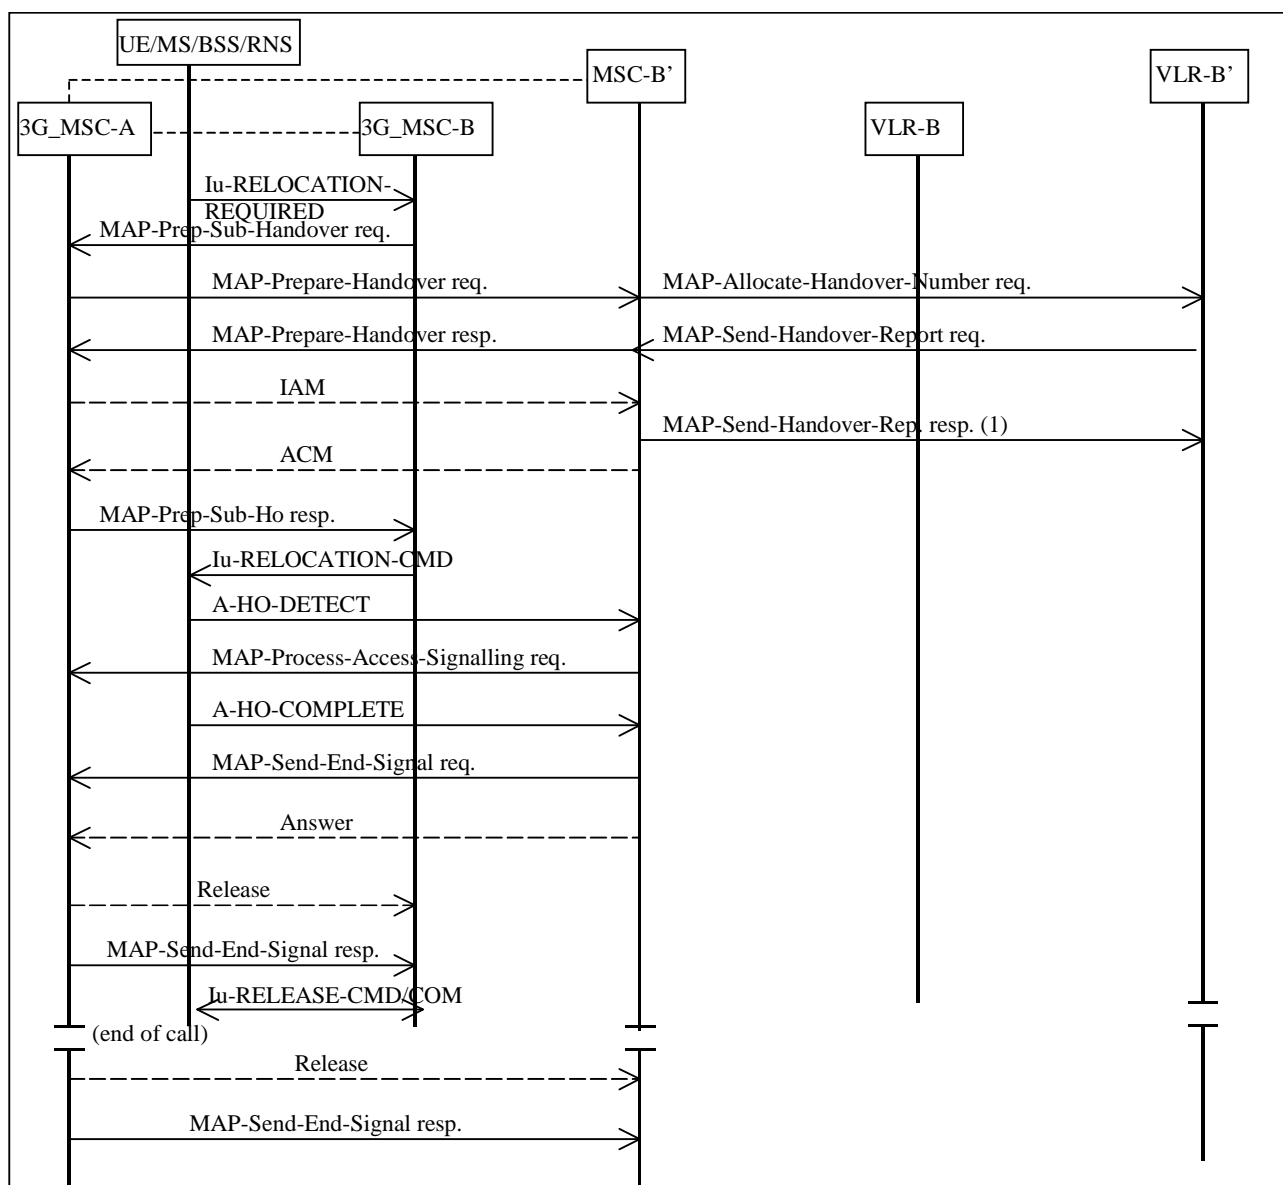 UE/MS/BSS/RNS
MSC-B’
VLR-B’
3G_MSC-A
3G_MSC-B
VLR-B
Iu-RELOCATION-
REQUIRED
MAP-Prep-Sub-Handover req.
MAP-Prepare-Handover req.
MAP-Allocate-Handover-Number req.
MAP-Prepare-Handover resp.
MAP-Send-Handover-Report req.
IAM
MAP-Send-Handover-Rep. resp. (1)
ACM
MAP-Prep-Sub-Ho resp.
Iu-RELOCATION-CMD
A-HO-DETECT
MAP-Process-Access-Signalling req.
A-HO-COMPLETE
MAP-Send-End-Signal req.
Answer
Release
MAP-Send-End-Signal resp.
Iu-RELEASE-CMD/COM
(end of call)
Release
MAP-Send-End-Signal resp.